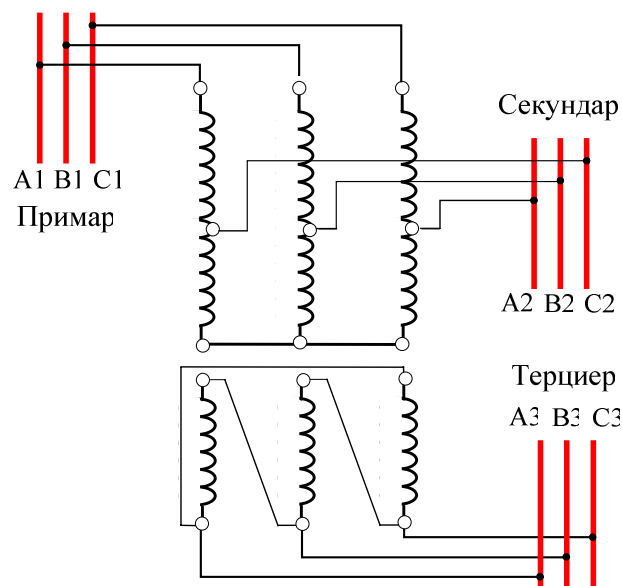 Секундар
A1 B1 C1
Примар
A2 B2 C2
Терциер
A3 B3 C3